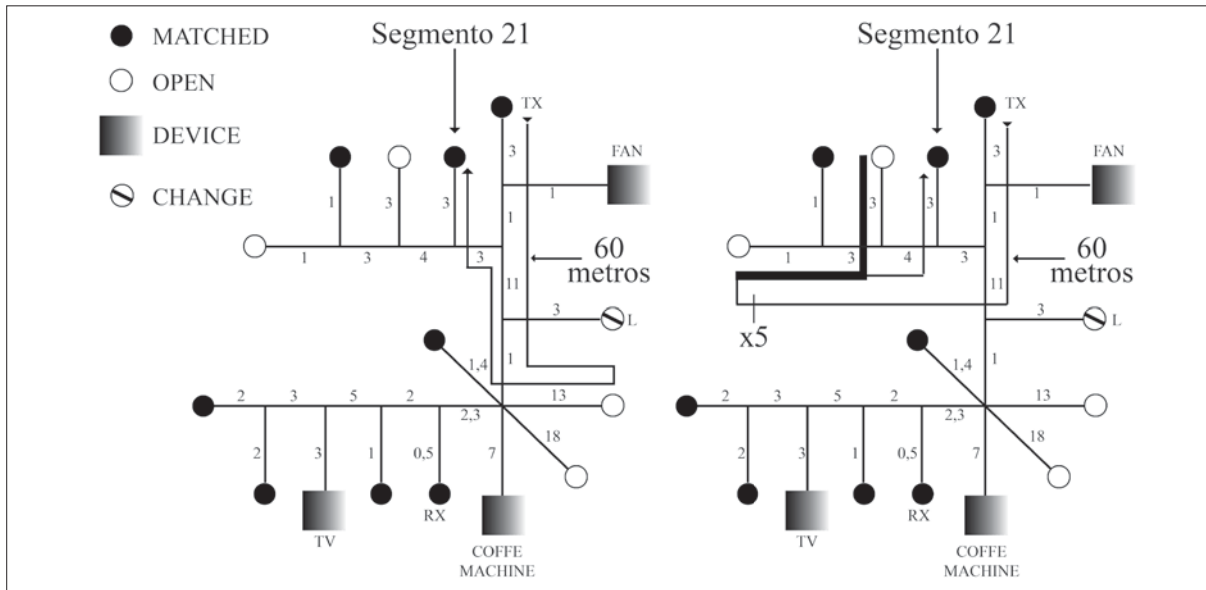 MATCHED
OPEN
DEVICE
CHANGE
Segmento 21
TX
3
FAN
1
3
3
1
1
3
4
3
1
60
metros
11
3
L
1
1,4
2
3
5
2
2,3
13
18
2
3
1
0,5
7
RX
TV
COFFE
MACHINE
Segmento 21
TX
3
FAN
1
3
3
1
1
3
4
3
1
60
metros
11
x5
3
L
1
1,4
2
3
5
2
2,3
13
18
2
3
1
0,5
7
RX
TV
COFFE
MACHINE